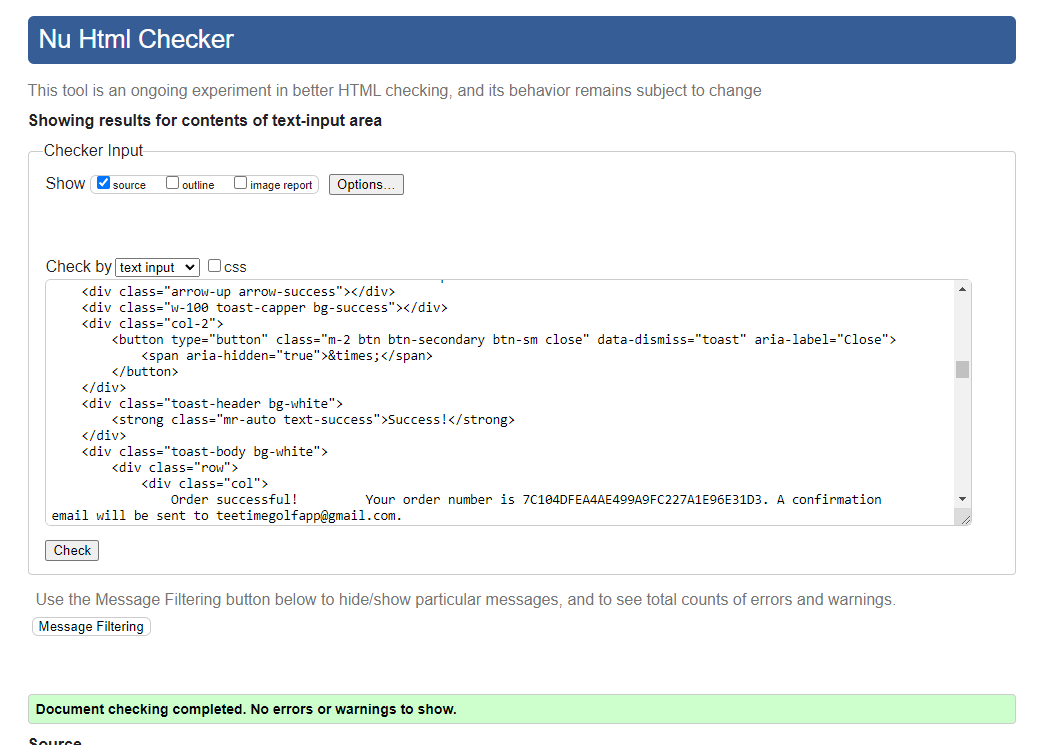 Nu Html Checker
This tool is an ongoing experiment in better HTML checking, and its behavior remains subject to change
Showing results for contents of text-input area
Checker Input
Show source outline image report Options...
Check by text input css
<div class="arrow-up arrow-success"></div>
<div class="w-100 toast-capper bg-success"></div>
<div class="col-2">
<button type="button" class="m-2 btn btn-secondary btn-sm close" data-dismiss="toast" aria-label="Close">
<span aria-hidden="true">&times;</span>
</button>
</div>
<div class="toast-header bg-white">
<strong class="mr-auto text-success">Success!</strong>
</div>
<div class="toast-body bg-white">
<div class="row">
<div class="col">
Order successful! Your order number is 7C104DFEA4AE499A9FC227A1E96E31D3. A confirmation
email will be sent to teetimegolfapp@gmail.com.
Check
Use the Message Filtering button below to hide/show particular messages, and to see total counts of errors and warnings.
Message Filtering
Document checking completed. No errors or warnings to show.
Source